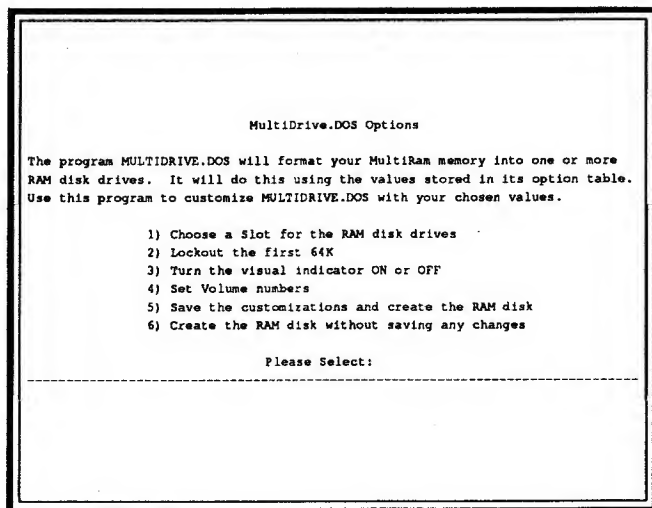 MultiDrive.DOS Options
The program MULTIDRIVE.DOS will format your MultiRam memory into one or more
RAM disk drives. It will do this using the values stored in its option table.
Use this program to customize MULTIDRIVE.DOS with your chosen values.
1) Choose a Slot for the RAM disk drives
2) Lockout the first 64K
3) Turn the visual indicator ON or OFF
4) Set Volume numbers
5) Save the customizations and create the RAM disk
6) Create the RAM disk without saving any changes
Please Select: